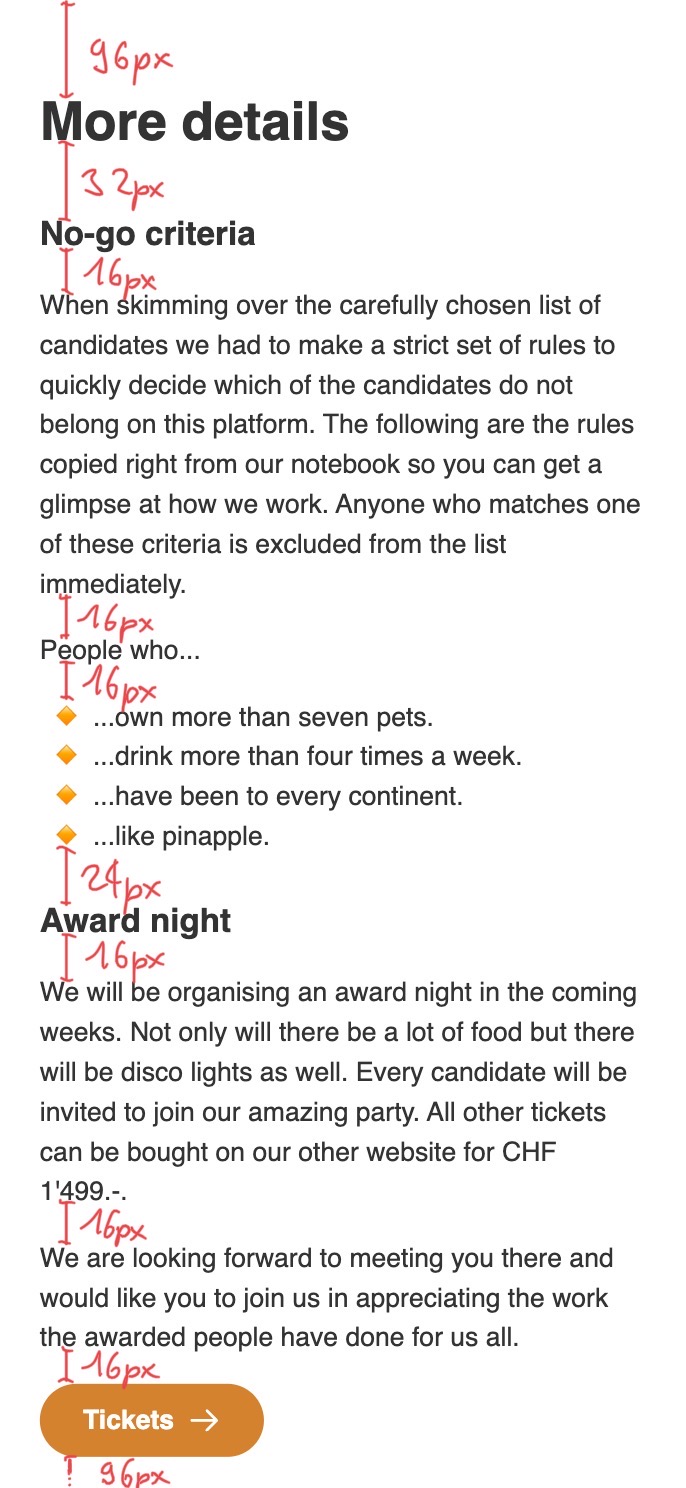 96px
More details
32px
No-go criteria
16px
When skimming over the carefully chosen list of
candidates we had to make a strict set of rules to
quickly decide which of the candidates do not
belong on this platform. The following are the rules
copied right from our notebook so you can get a
glimpse at how we work. Anyone who matches one
of these criteria is excluded from the list
immediately.
16px
People who...
16px
...own more than seven pets.
...drink more than four times a week.
...have been to every continent.
...like pinapple.
24px
Award night
16px
We will be organising an award night in the coming
weeks. Not only will there be a lot of food but there
will be disco lights as well. Every candidate will be
invited to join our amazing party. All other tickets
can be bought on our other website for CHF
1'499.-.
16px
We are looking forward to meeting you there and
would like you to join us in appreciating the work
the awarded people have done for us all.
16px
Tickets →
96px